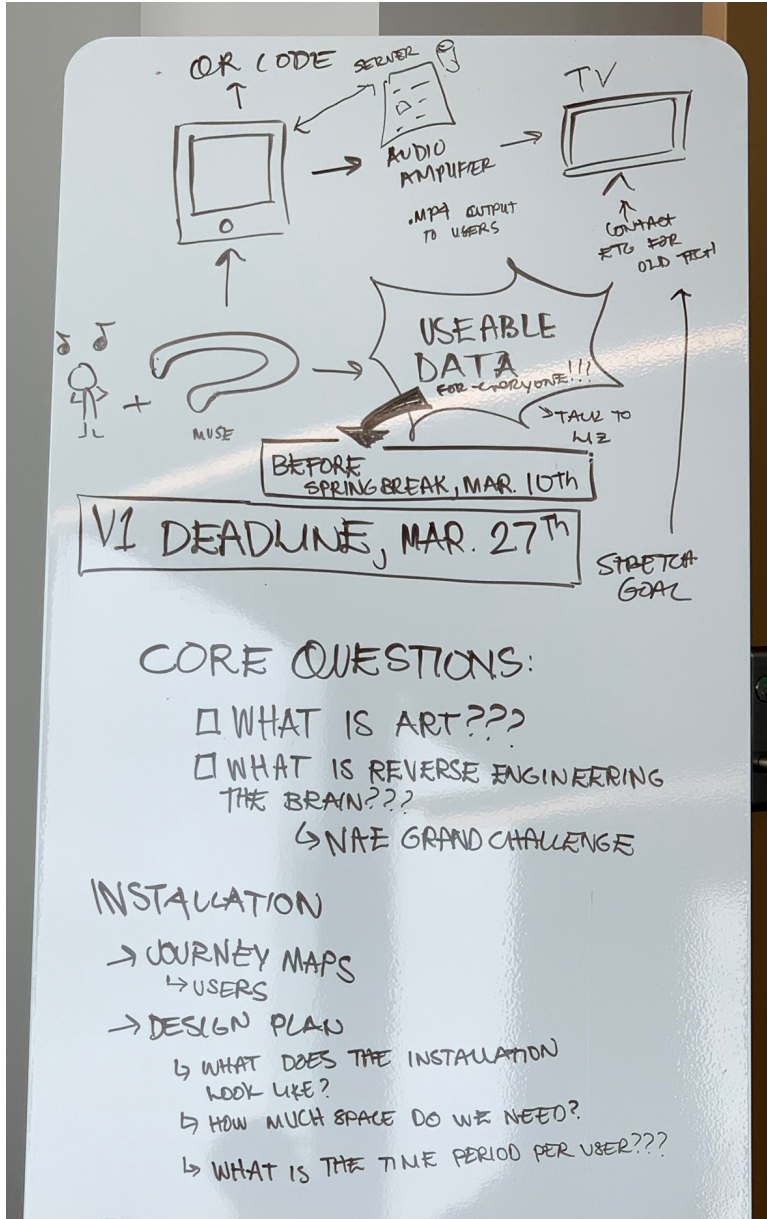 QR CODE
SERVER
TV
AUDIO
AMPLIFIER
.MP4 OUTPUT
TO USERS
CONTACT
ETG FOR
OLD TECH!
USEABLE
DATA
FOR EVERYONE!!!
+
MUSE
TALK TO
LIZ
BEFORE
SPRING BREAK, MAR. 10th
V1 DEADLINE, MAR. 27Th
STRETCH
GOAL
CORE QUESTIONS:
□ WHAT IS ART???
□ WHAT IS REVERSE ENGINEERING
THE BRAIN???
↳ NAE GRAND CHALLENGE
INSTALLATION
→ JOURNEY MAPS
↳ USERS
→ DESIGN PLAN
↳ WHAT DOES THE INSTALLATION
LOOK LIKE?
↳ HOW MUCH SPACE DO WE NEED?
↳ WHAT IS THE TIME PERIOD PER USER???